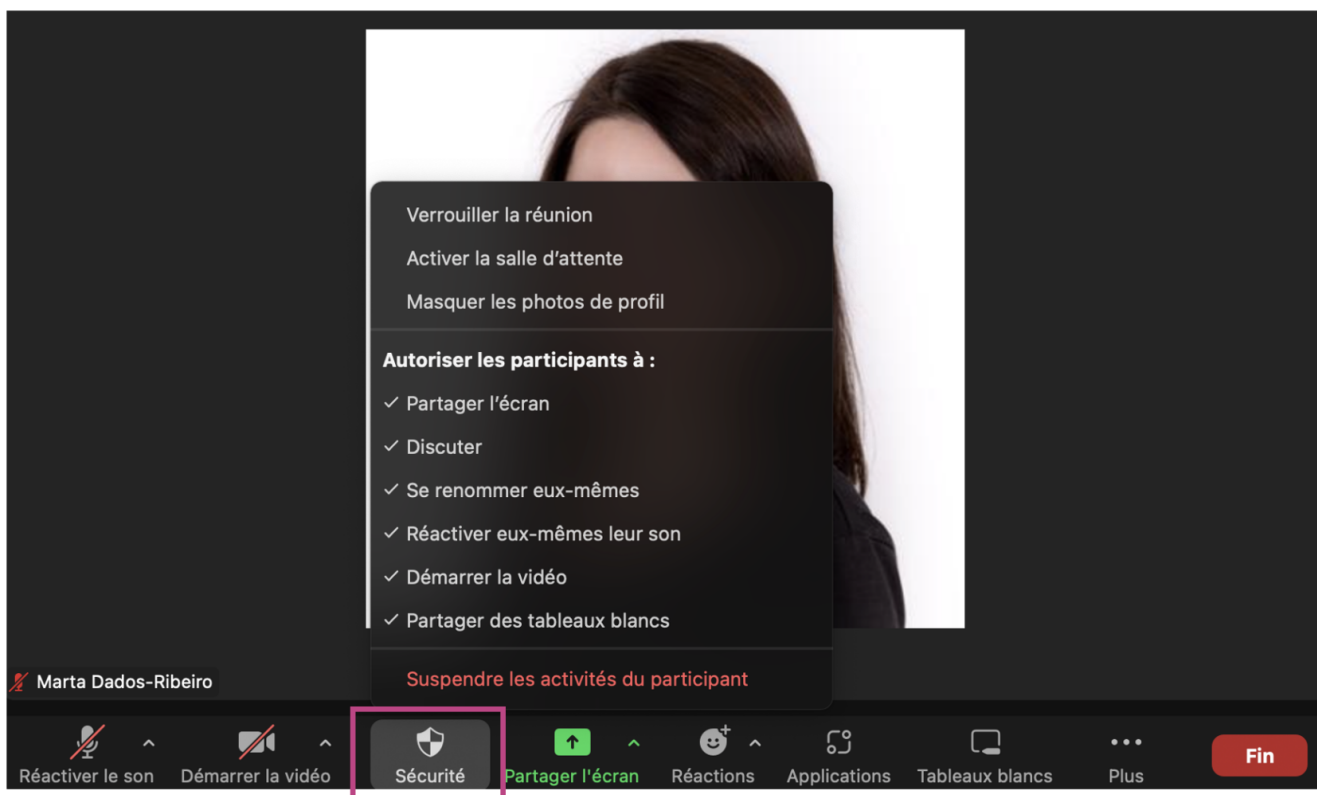 Verrouiller la réunion
Activer la salle d’attente
Masquer les photos de profil
Autoriser les participants à :
Partager l’écran
Discuter
Se renommer eux-mêmes
Réactiver eux-mêmes leur son
Démarrer la vidéo
Partager des tableaux blancs
Suspendre les activités du participant
Marta Dados-Ribeiro
Réactiver le son Démarrer la vidéo Sécurité Partager l'écran Réactions Applications Tableaux blancs Plus Fin